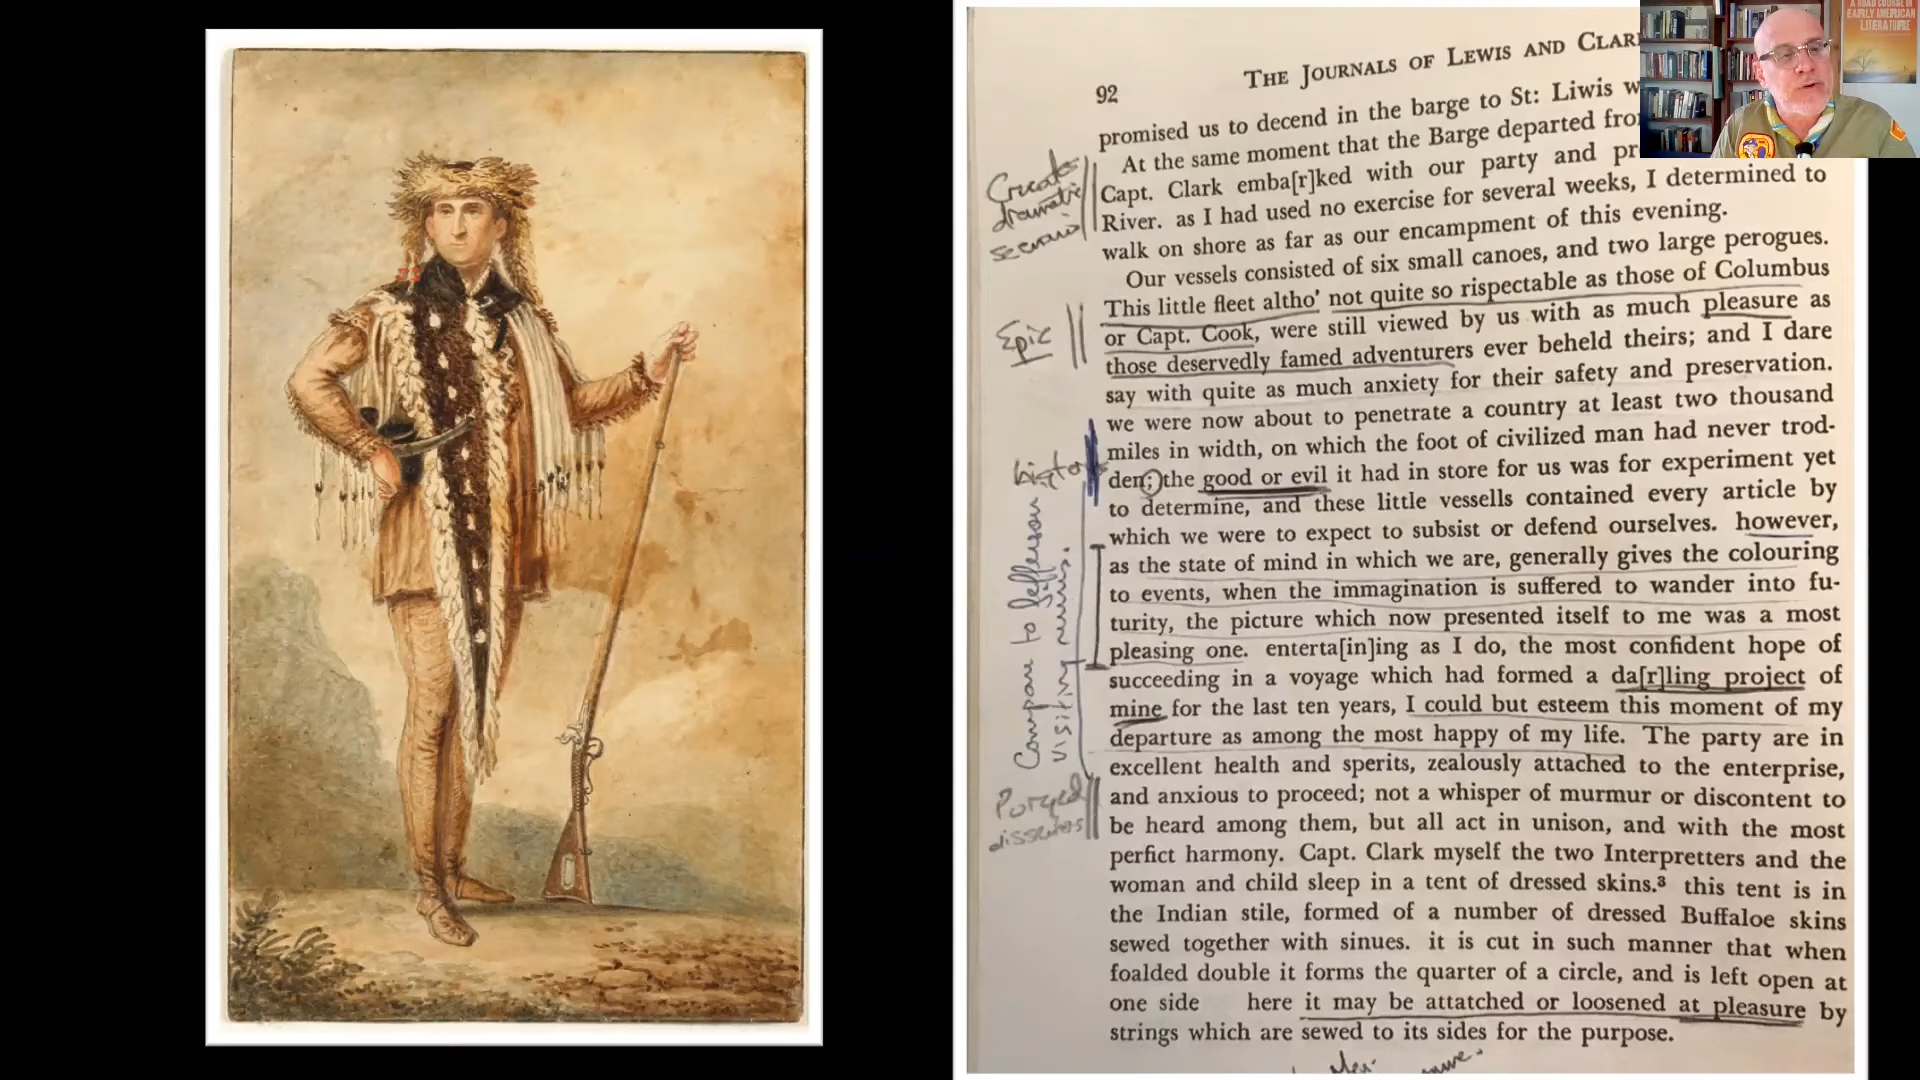 A ROAD COURSE IN
EARLY AMERICAN
LITERATURE
92
THE JOURNALS OF LEWIS AND CLAR
promised us to decend in the barge to St: Liwis w
At the same moment that the Barge departed fro
Capt. Clark emba[r]ked with our party and pr
River. as I had used no exercise for several weeks, I determined to
walk on shore as far as our encampment of this evening.
Our vessels consisted of six small canoes, and two large perogues.
This little fleet altho' not quite so rispectable as those of Columbus
or Capt. Cook, were still viewed by us with as much pleasure as
those deservedly famed adventurers ever beheld theirs; and I dare
say with quite as much anxiety for their safety and preservation.
we were now about to penetrate a country at least two thousand
miles in width, on which the foot of civilized man had never trod-
den; the good or evil it had in store for us was for experiment yet
to determine, and these little vessells contained every article by
which we were to expect to subsist or defend ourselves. however,
as the state of mind in which we are, generally gives the colouring
to events, when the immagination is suffered to wander into fu-
turity, the picture which now presented itself to me was a most
pleasing one. enterta[in]ing as I do, the most confident hope of
succeeding in a voyage which had formed a da[r]ling project of
mine for the last ten years, I could but esteem this moment of my
departure as among the most happy of my life. The party are in
excellent health and sperits, zealously attached to the enterprise,
and anxious to proceed; not a whisper of murmur or discontent to
be heard among them, but all act in unison, and with the most
perfict harmony. Capt. Clark myself the two Interpretters and the
woman and child sleep in a tent of dressed skins.³ this tent is in
the Indian stile, formed of a number of dressed Buffaloe skins
sewed together with sinues. it is cut in such manner that when
foalded double it forms the quarter of a circle, and is left open at
one side here it may be attatched or loosened at pleasure by
strings which are sewed to its sides for the purpose.
dramatic
Epic
history
Compare to Jefferson
visiting ruins.